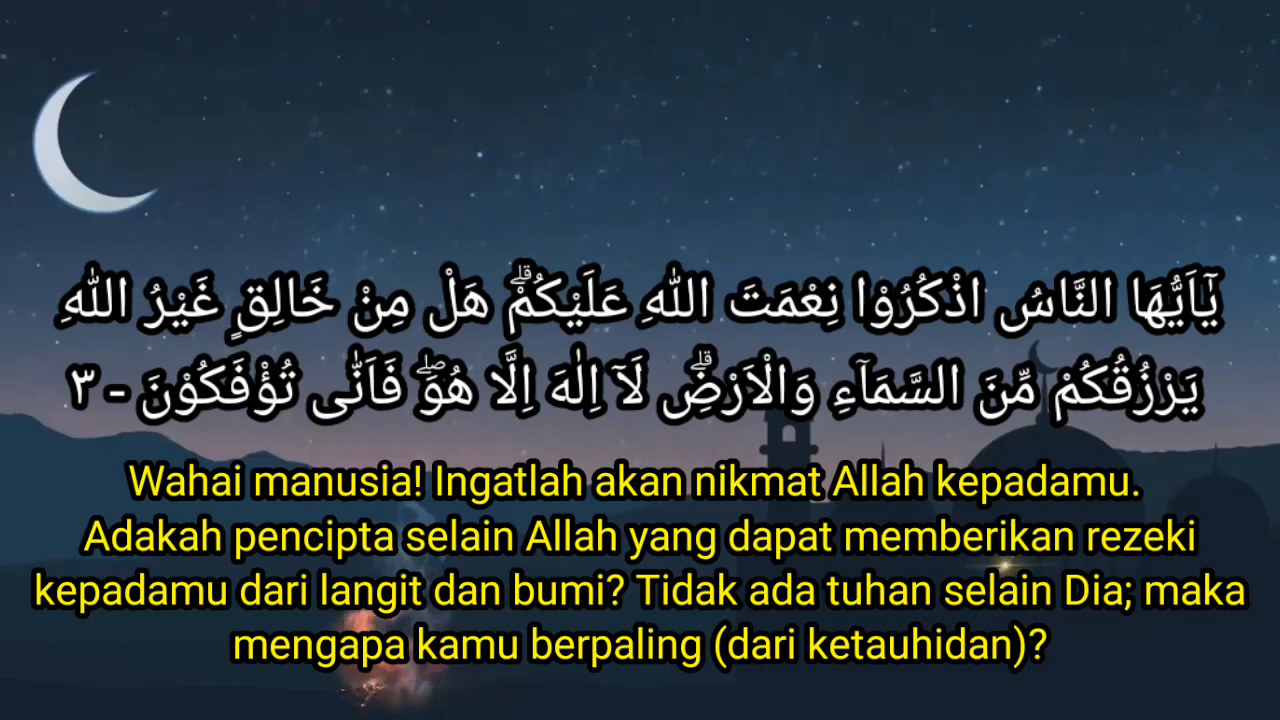 يٰٓاَيُّهَا النَّاسُ اذْكُرُوْا نِعْمَتَ اللّٰهِ عَلَيْكُمْۗ هَلْ مِنْ خَالِقٍ غَيْرُ اللّٰهِ
يَرْزُقُكُمْ مِّنَ السَّمَاۤءِ وَالْاَرْضِۗ لَآ اِلٰهَ اِلَّا هُوَۖ فَاَنّٰى تُؤْفَكُوْنَ - ٣
Wahai manusia! Ingatlah akan nikmat Allah kepadamu.
Adakah pencipta selain Allah yang dapat memberikan rezeki
kepadamu dari langit dan bumi? Tidak ada tuhan selain Dia; maka
mengapa kamu berpaling (dari ketauhidan)?